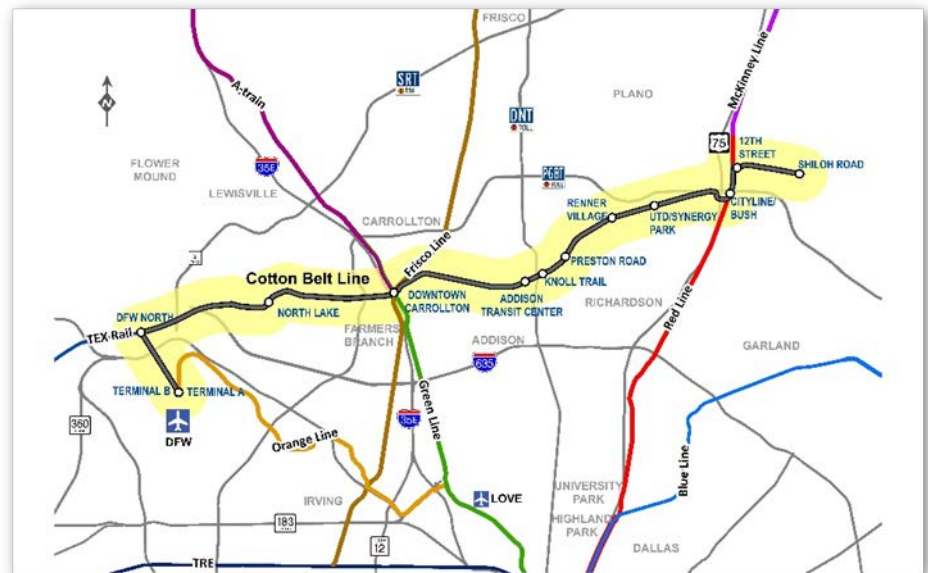 FRISCO
McKinney Line
A-train
SRT
TOLL
PLANO
DNT
TOLL
75
12TH
STREET
SHILOH ROAD
FLOWER
MOUND
35E
LEWISVILLE
PGBT
TOLL
RENNER
VILLAGE
UTD/SYNERGY
PARK
CITYLINE/
BUSH
CARROLLTON
Frisco Line
Cotton Belt Line
PRESTON ROAD
KNOLL TRAIL
DOWNTOWN
CARROLLTON
ADDISON
TRANSIT CENTER
NORTH LAKE
DFW NORTH
RICHARDSON
Red Line
TEX Rail
FARMERS
BRANCH
ADDISON
GARLAND
635
TERMINAL B
TERMINAL A
Green Line
360
DFW
35E
Orange Line
Blue Line
IRVING
LOVE
UNIVERSITY
PARK
183
HIGHLAND
PARK
12
DALLAS
TRE
N